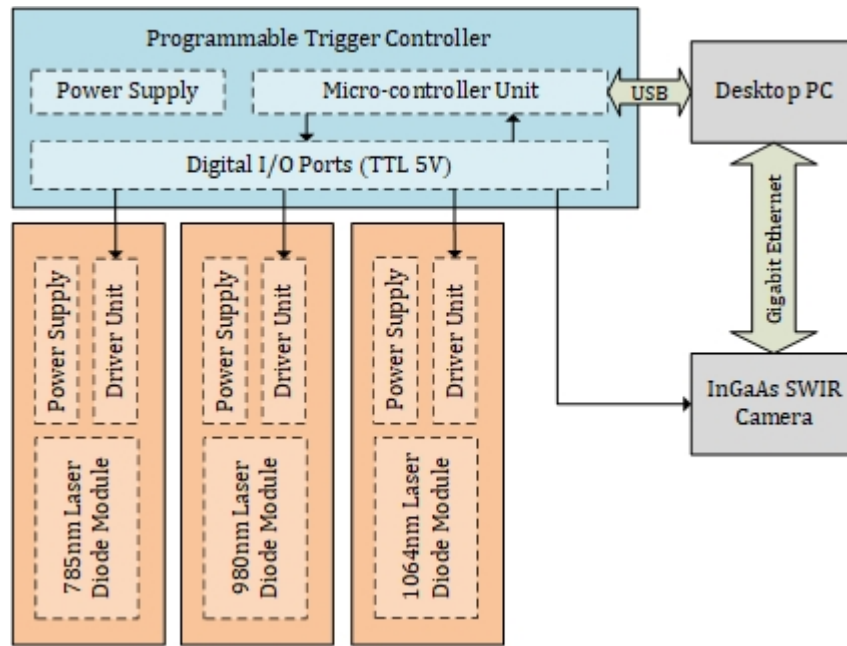 Programmable Trigger Controller
Power Supply
Micro-controller Unit
USB
Desktop PC
Digital I/O Ports (TTL 5V)
Gigabit Ethernet
Power Supply
Driver Unit
785nm Laser
Diode Module
Power Supply
Driver Unit
980nm Laser
Diode Module
Power Supply
Driver Unit
1064nm Laser
Diode Module
InGaAs SWIR
Camera